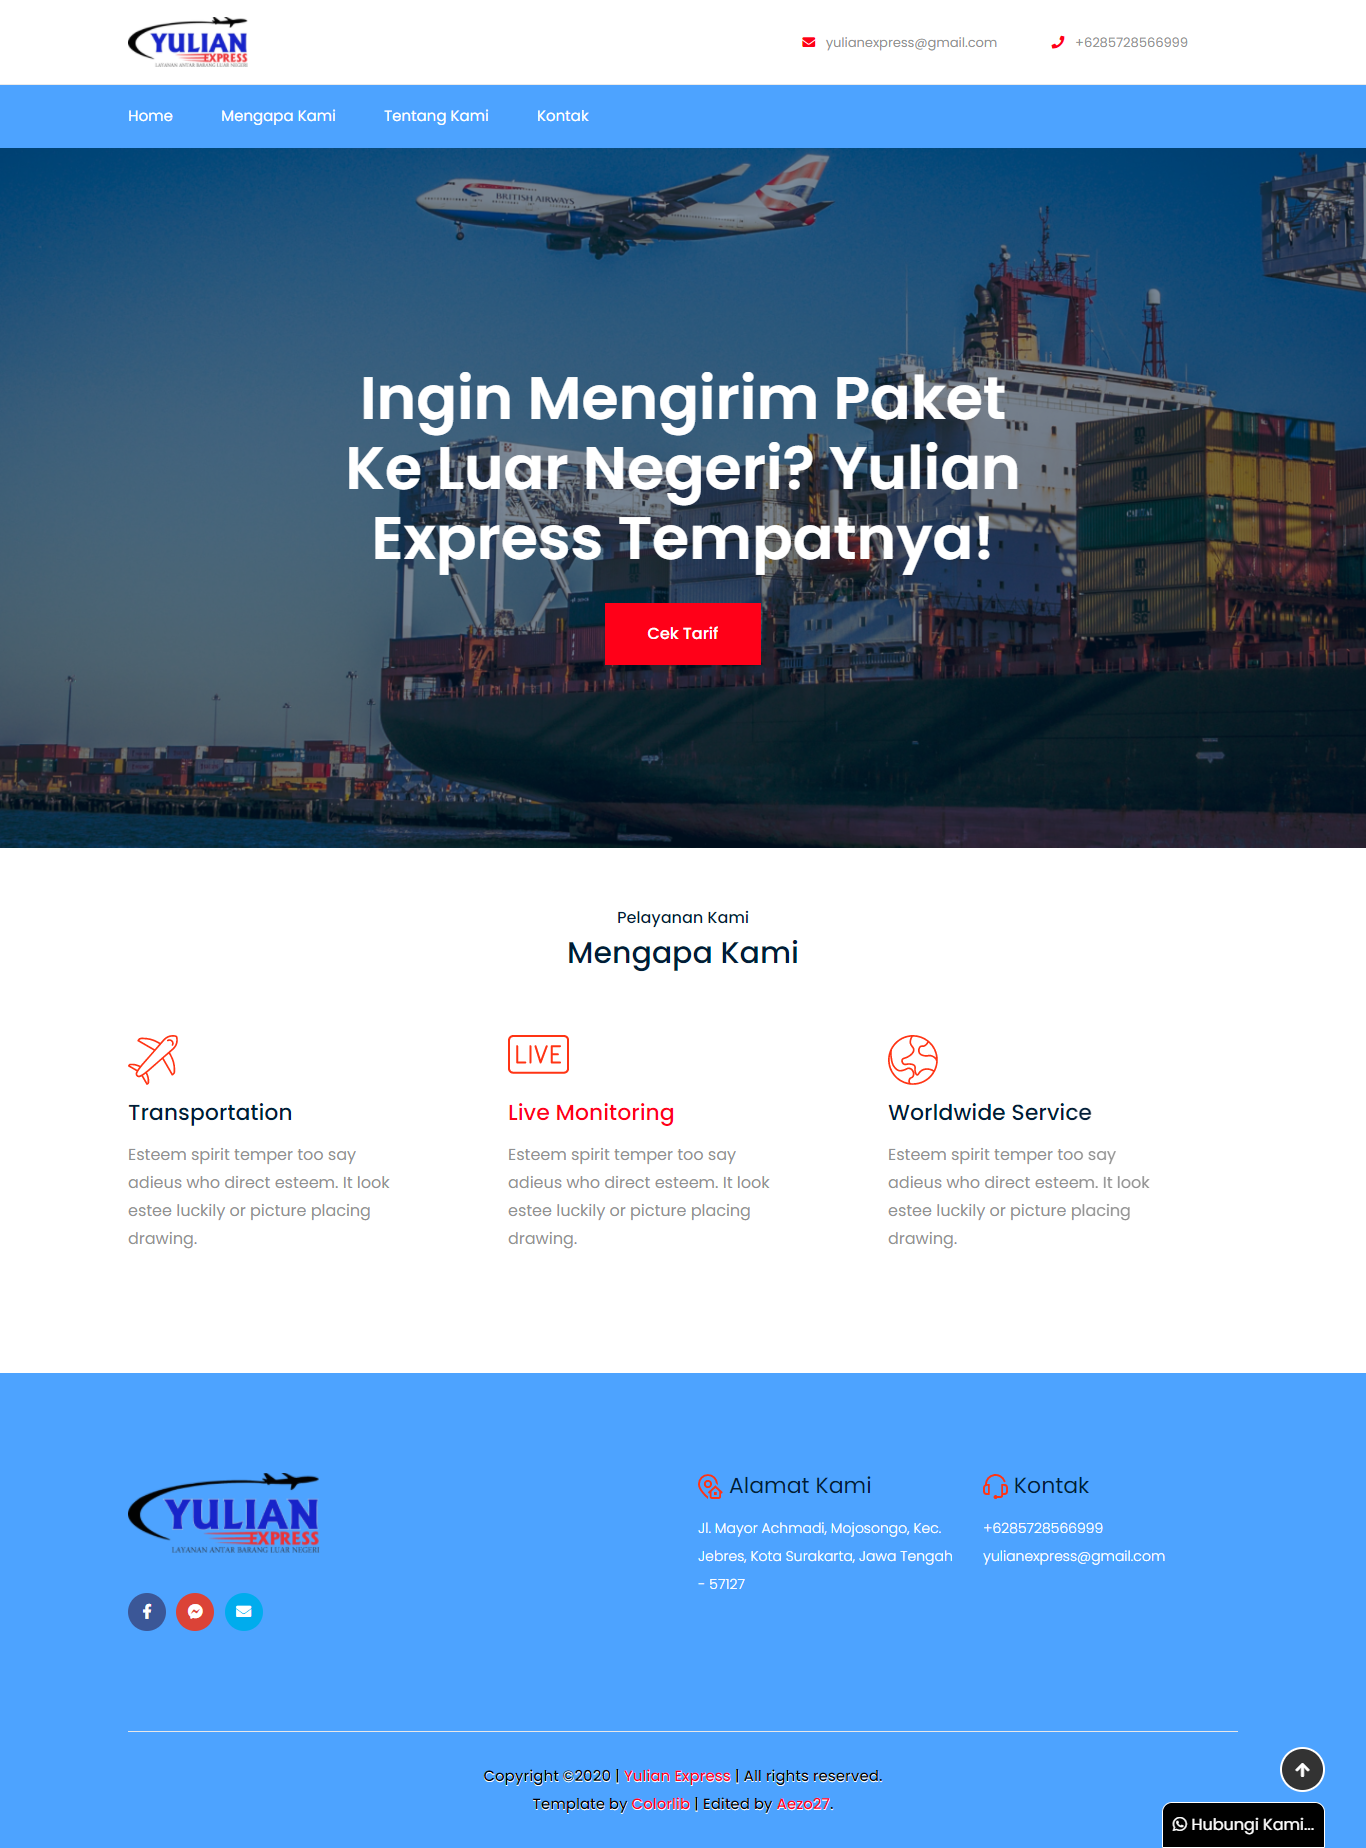 YULIAN
EXPRESS
LAYANAN ANTAR BARANG LUAR NEGERI
yulianexpress@gmail.com
+6285728566999
Home
Mengapa Kami
Tentang Kami
Kontak
BRITISH AIRWAYS
Ingin Mengirim Paket
Ke Luar Negeri? Yulian
Express Tempatnya!
Cek Tarif
Pelayanan Kami
Mengapa Kami
LIVE
Transportation
Esteem spirit temper too say
adieus who direct esteem. It look
estee luckily or picture placing
drawing.
Live Monitoring
Esteem spirit temper too say
adieus who direct esteem. It look
estee luckily or picture placing
drawing.
Worldwide Service
Esteem spirit temper too say
adieus who direct esteem. It look
estee luckily or picture placing
drawing.
YULIAN
EXPRESS
LAYANAN ANTAR BARANG LUAR NEGERI
Alamat Kami
Jl. Mayor Achmadi, Mojosongo, Kec.
Jebres, Kota Surakarta, Jawa Tengah
- 57127
Kontak
+6285728566999
yulianexpress@gmail.com
Copyright ©2020 | Yulian Express | All rights reserved.
Template by Colorlib | Edited by Aezo27.
Hubungi Kami...